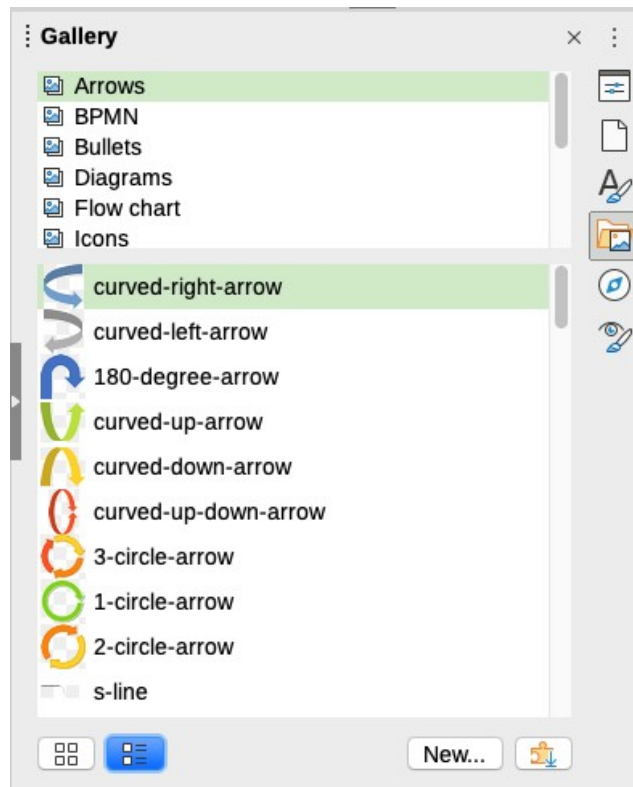 Gallery
Arrows
BPMN
Bullets
Diagrams
Flow chart
Icons
curved-right-arrow
curved-left-arrow
180-degree-arrow
curved-up-arrow
curved-down-arrow
curved-up-down-arrow
3-circle-arrow
1-circle-arrow
2-circle-arrow
s-line
New...